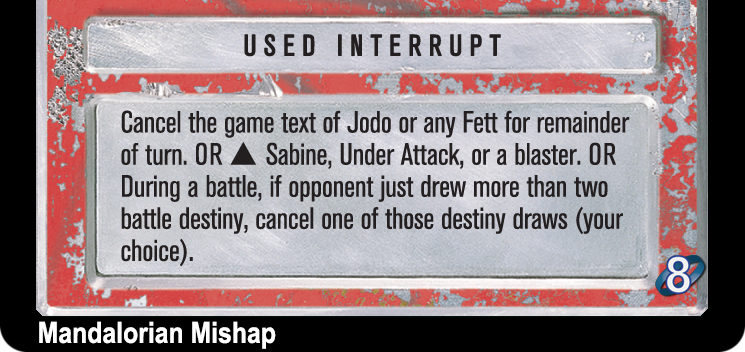 USED INTERRUPT
Cancel the game text of Jodo or any Fett for remainder
of turn. OR ▲ Sabine, Under Attack, or a blaster. OR
During a battle, if opponent just drew more than two
battle destiny, cancel one of those destiny draws (your
choice).
8
Mandalorian Mishap